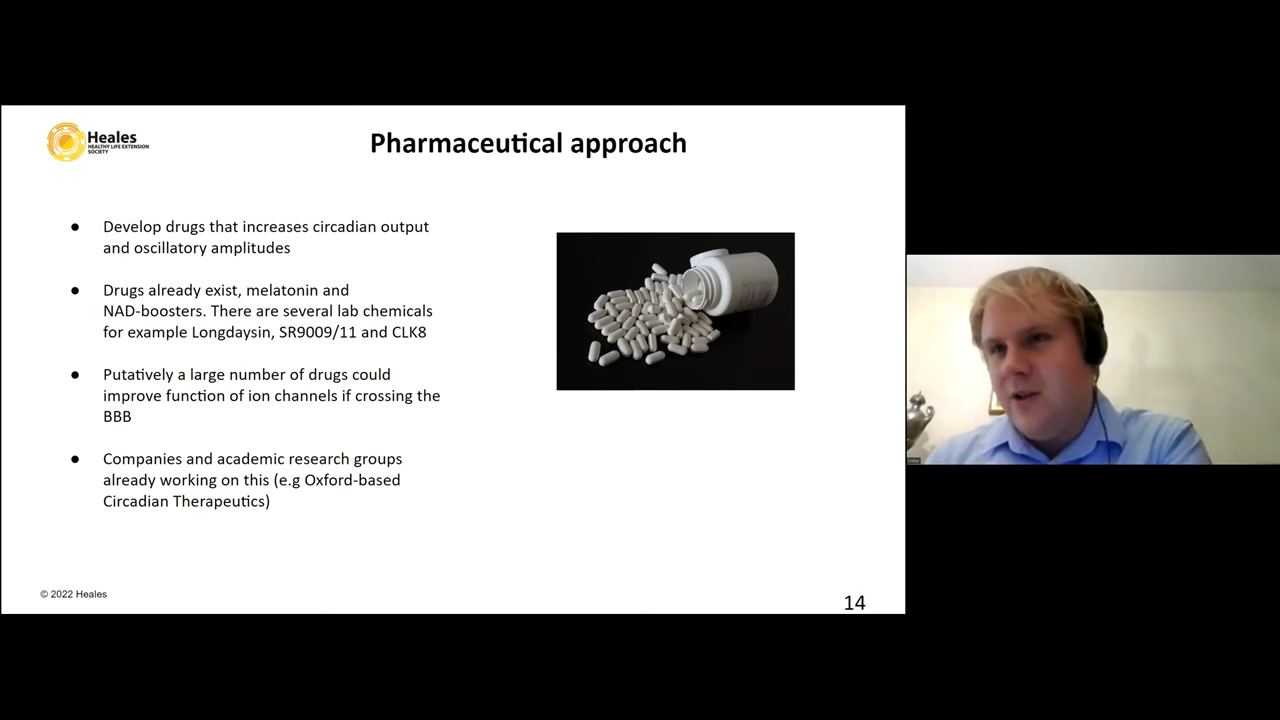 Heales
HEALTHY LIFE EXTENSION
SOCIETY
Pharmaceutical approach
● Develop drugs that increases circadian output
and oscillatory amplitudes
● Drugs already exist, melatonin and
NAD-boosters. There are several lab chemicals
for example Longdaysin, SR9009/11 and CLK8
● Putatively a large number of drugs could
improve function of ion channels if crossing the
BBB
● Companies and academic research groups
already working on this (e.g Oxford-based
Circadian Therapeutics)
© 2022 Heales
14